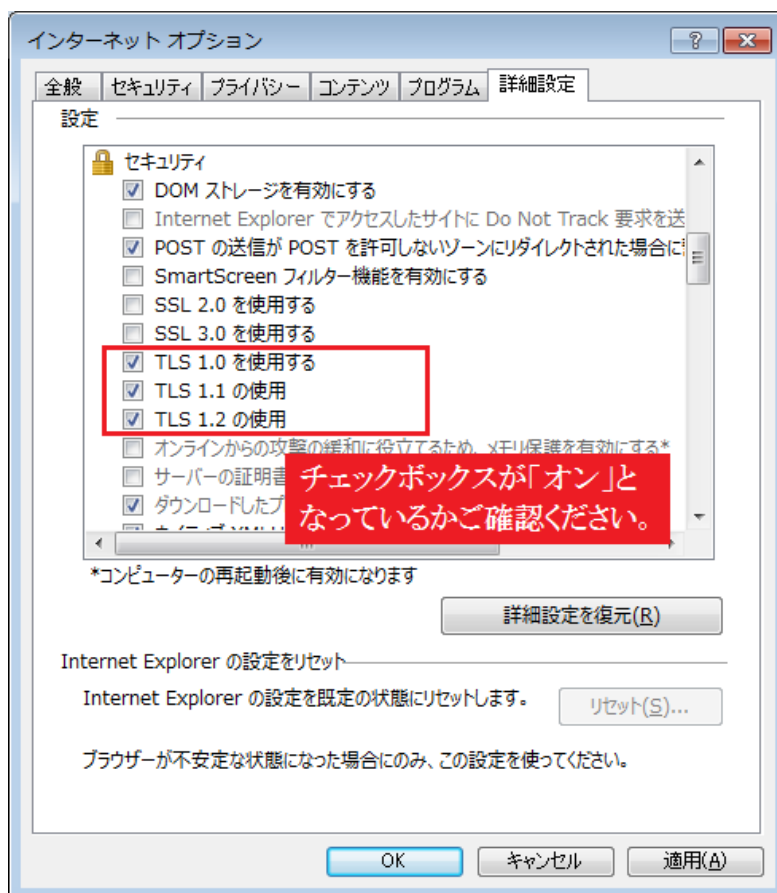 インターネット オプション
全般 セキュリティ プライバシー コンテンツ プログラム 詳細設定
設定
セキュリティ
DOM ストレージを有効にする
Internet Explorer でアクセスしたサイトに Do Not Track 要求を送
POST の送信が POST を許可しないゾーンにリダイレクトされた場合に
SmartScreen フィルター機能を有効にする
SSL 2.0 を使用する
SSL 3.0 を使用する
TLS 1.0 を使用する
TLS 1.1 の使用
TLS 1.2 の使用
オンラインからの攻撃の緩和に役立てるため、メモリ保護を有効にする*
サーバーの証明書
ダウンロードしたプ
チェックボックスが「オン」と
なっているかご確認ください。
*コンピューターの再起動後に有効になります
詳細設定を復元(R)
Internet Explorer の設定をリセット
Internet Explorer の設定を既定の状態にリセットします。
リセット(S)...
ブラウザーが不安定な状態になった場合にのみ、この設定を使ってください。
OK キャンセル 適用(A)